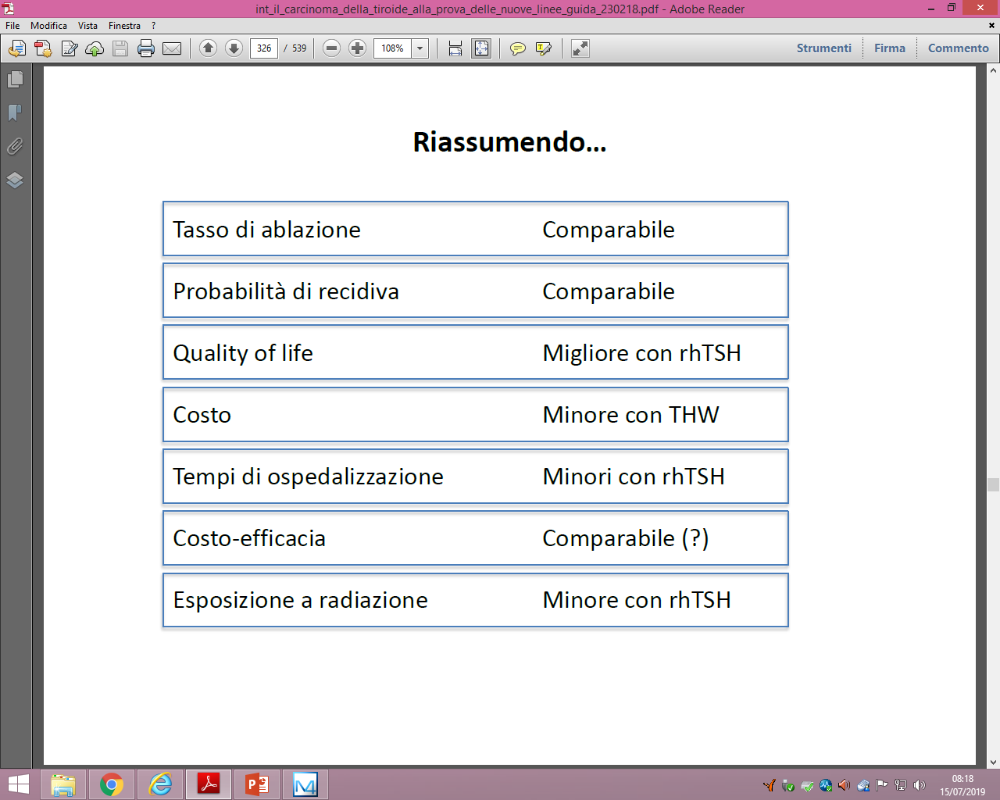 int_il_carcinoma_della_tiroide_alla_prova_delle_nuove_linee_guida_230218.pdf - Adobe Reader
File Modifica Vista Finestra ?
326 / 539 108% Strumenti Firma Commento
Riassumendo...
Tasso di ablazione Comparabile
Probabilità di recidiva Comparabile
Quality of life Migliore con rhTSH
Costo Minore con THW
Tempi di ospedalizzazione Minori con rhTSH
Costo-efficacia Comparabile (?)
Esposizione a radiazione Minore con rhTSH
08:18
15/07/2019